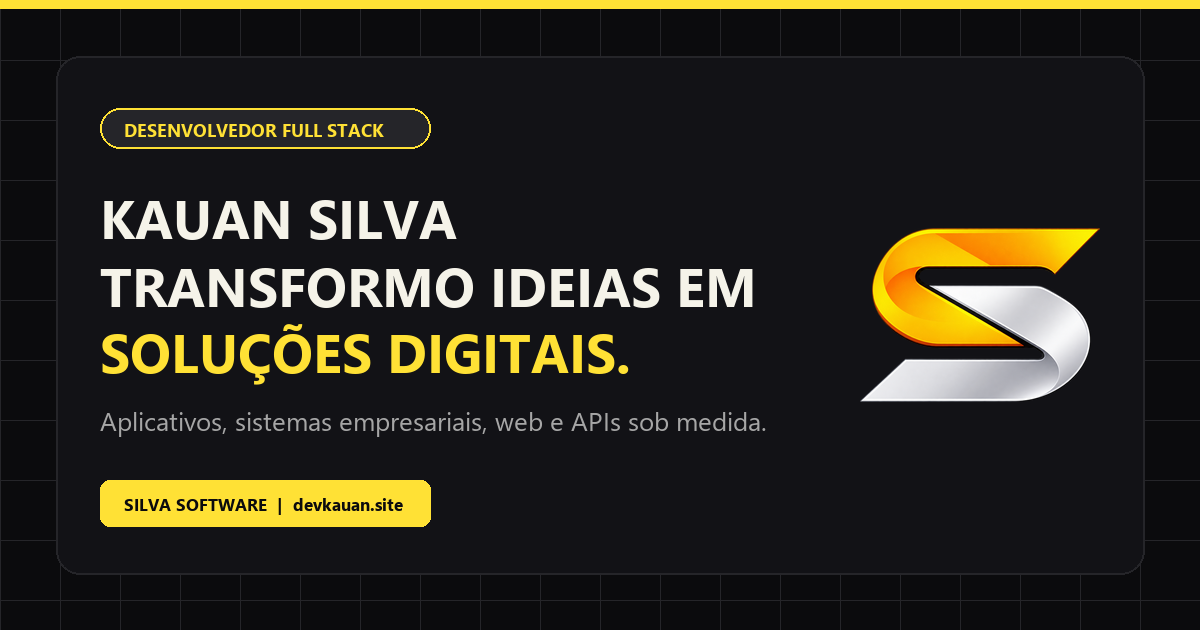 DESENVOLVEDOR FULL STACK
KAUAN SILVA
TRANSFORMO IDEIAS EM
SOLUÇÕES DIGITAIS.
Aplicativos, sistemas empresariais, web e APIs sob medida.
SILVA SOFTWARE | devkauan.site